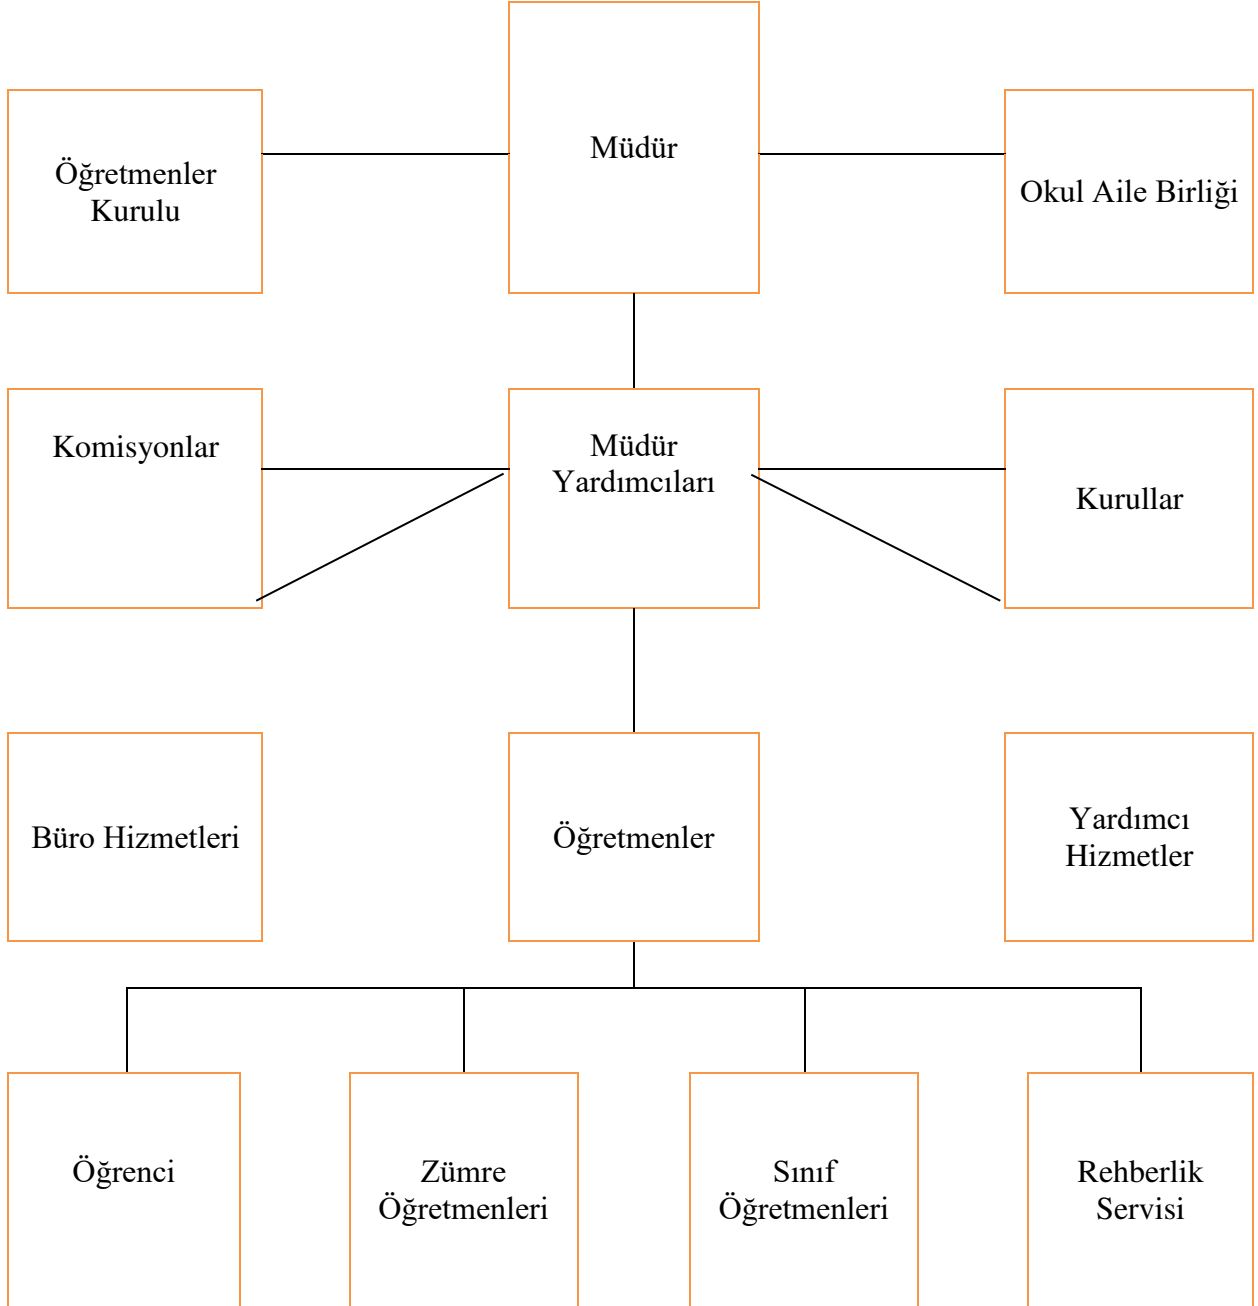 Müdür
Öğretmenler
Kurulu
Okul Aile Birliği
Komisyonlar
Müdür
Yardımcıları
Kurullar
Büro Hizmetleri
Öğretmenler
Yardımcı
Hizmetler
Öğrenci
Zümre
Öğretmenleri
Sınıf
Öğretmenleri
Rehberlik
Servisi